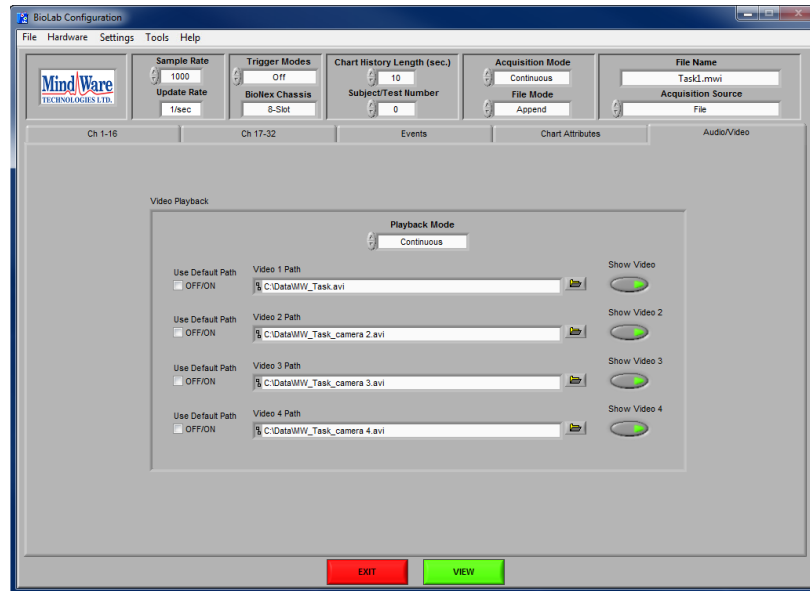 BioLab Configuration
File Hardware Settings Tools Help
MindWare
TECHNOLOGIES LTD.
Sample Rate
1000
Update Rate
1/sec
Trigger Modes
Off
BioNex Chassis
8-Slot
Chart History Length (sec.)
10
Subject/Test Number
0
Acquisition Mode
Continuous
File Mode
Append
File Name
Task1.mwi
Acquisition Source
File
Ch 1-16 Ch 17-32 Events Chart Attributes Audio/Video
Video Playback
Playback Mode
Continuous
Use Default Path Video 1 Path Show Video
OFF/ON C:\Data\MW_Task.avi
Use Default Path Video 2 Path Show Video 2
OFF/ON C:\Data\MW_Task_camera 2.avi
Use Default Path Video 3 Path Show Video 3
OFF/ON C:\Data\MW_Task_camera 3.avi
Use Default Path Video 4 Path Show Video 4
OFF/ON C:\Data\MW_Task_camera 4.avi
EXIT VIEW